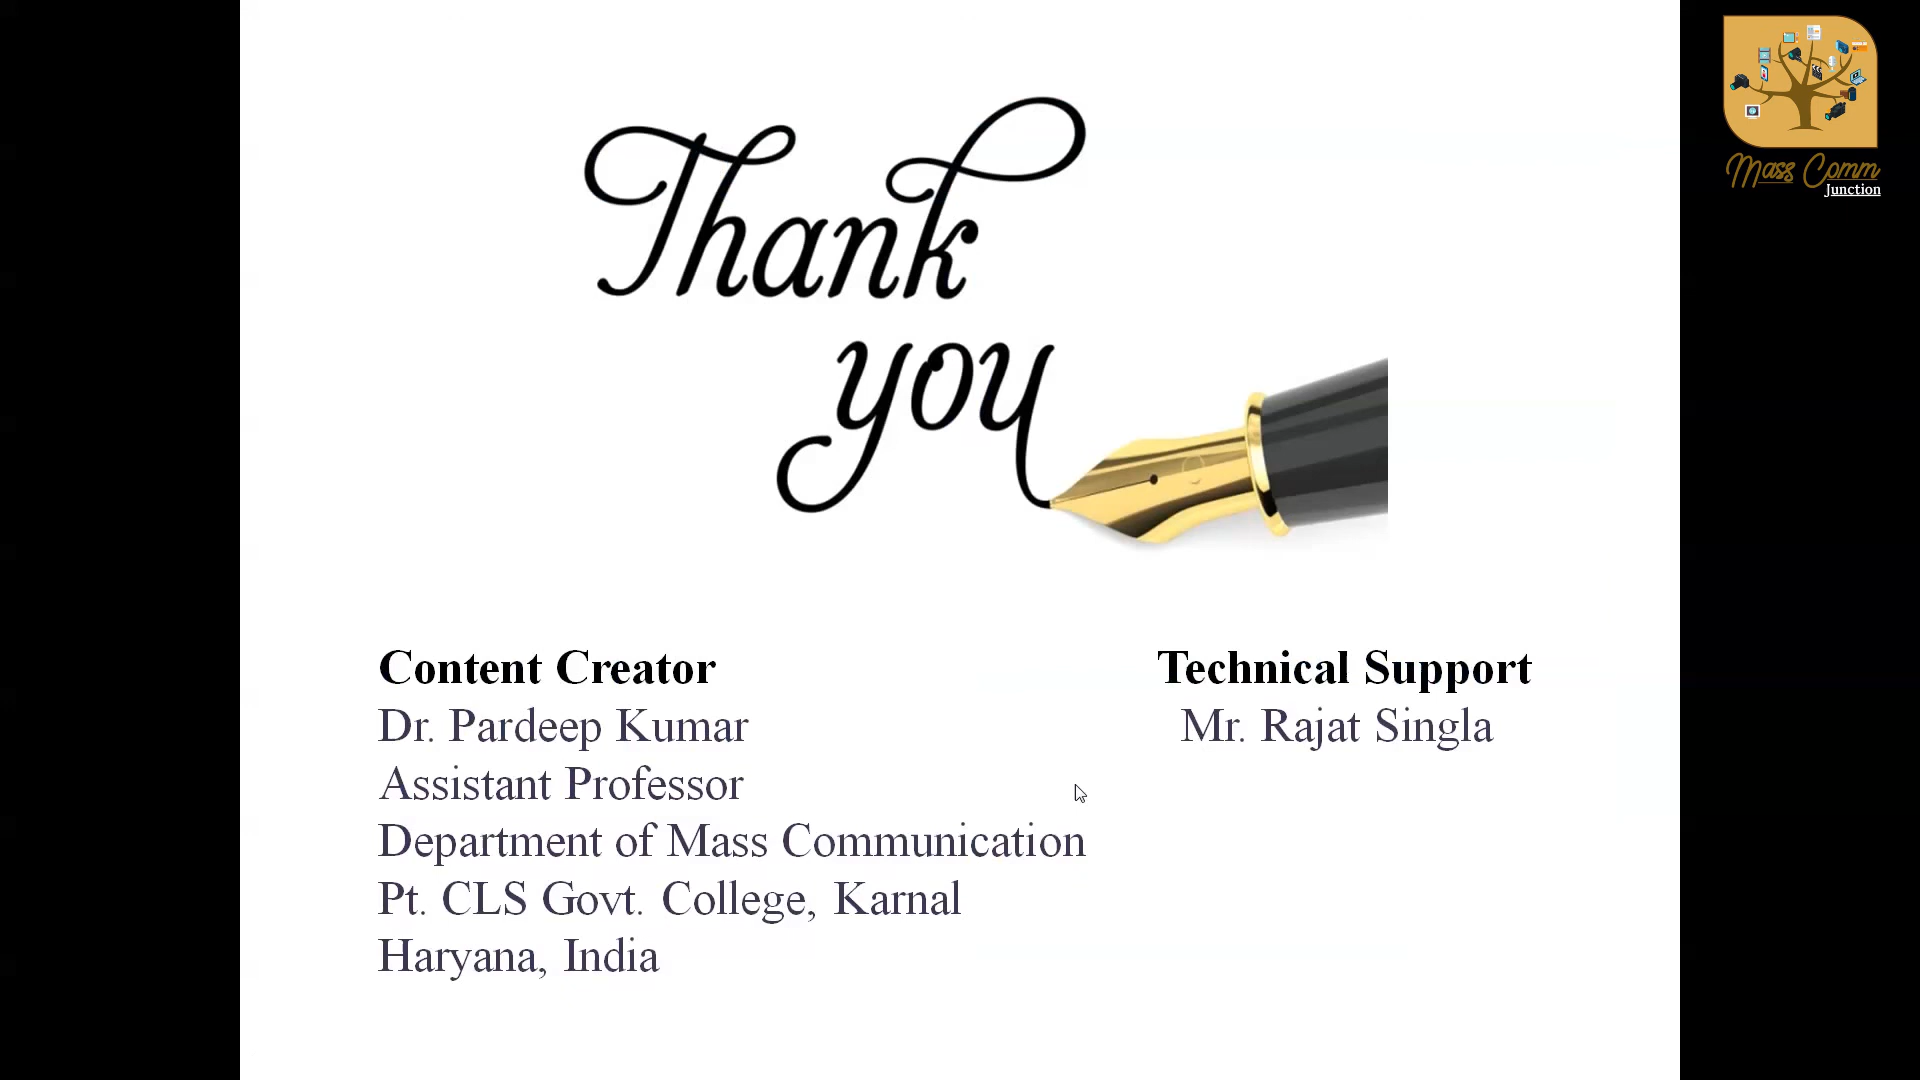 Thank
you
Mass Comm
Junction
Content Creator
Dr. Pardeep Kumar
Assistant Professor
Department of Mass Communication
Pt. CLS Govt. College, Karnal
Haryana, India
Technical Support
Mr. Rajat Singla